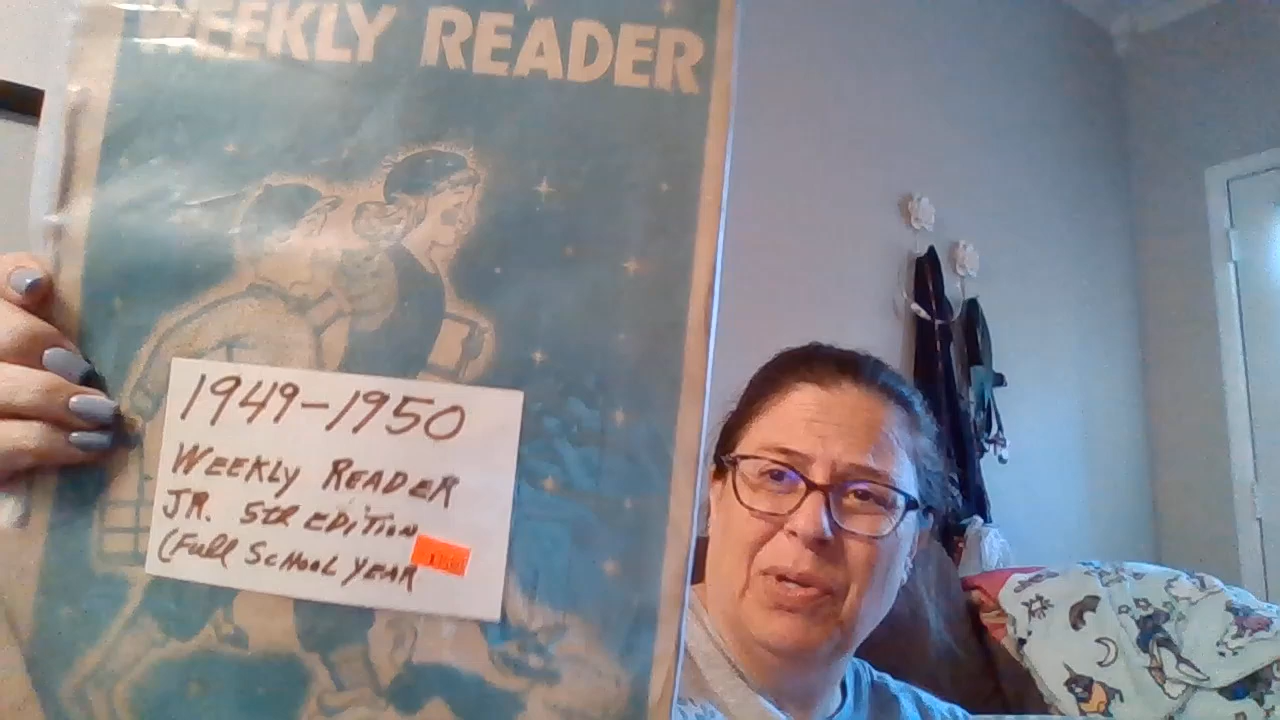 WEEKLY READER
1949-1950
WEEKLY READER
JR. 5th EDITION
(Full School YEAR